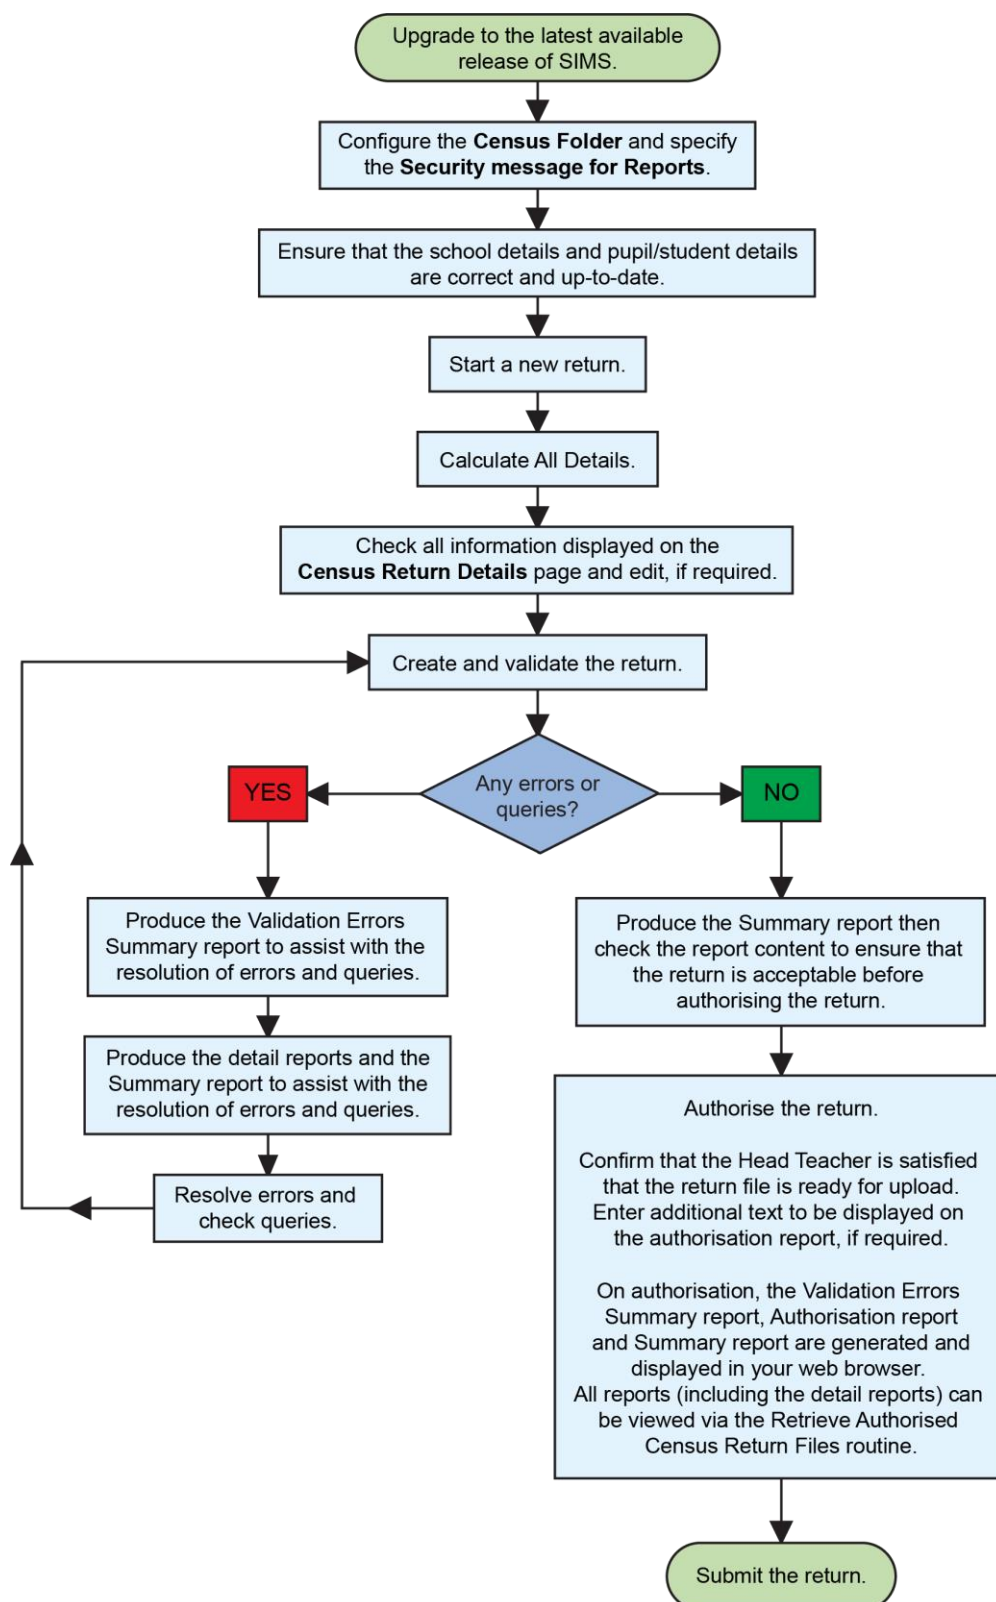 Upgrade to the latest available
release of SIMS.
Configure the Census Folder and specify
the Security message for Reports.
Ensure that the school details and pupil/student details
are correct and up-to-date.
Start a new return.
Calculate All Details.
Check all information displayed on the
Census Return Details page and edit, if required.
Create and validate the return.
Any errors or
queries?
YES
NO
Produce the Validation Errors
Summary report to assist with the
resolution of errors and queries.
Produce the detail reports and the
Summary report to assist with the
resolution of errors and queries.
Resolve errors and
check queries.
Produce the Summary report then
check the report content to ensure that
the return is acceptable before
authorising the return.
Authorise the return.
Confirm that the Head Teacher is satisfied
that the return file is ready for upload.
Enter additional text to be displayed on
the authorisation report, if required.
On authorisation, the Validation Errors
Summary report, Authorisation report
and Summary report are generated and
displayed in your web browser.
All reports (including the detail reports) can
be viewed via the Retrieve Authorised
Census Return Files routine.
Submit the return.